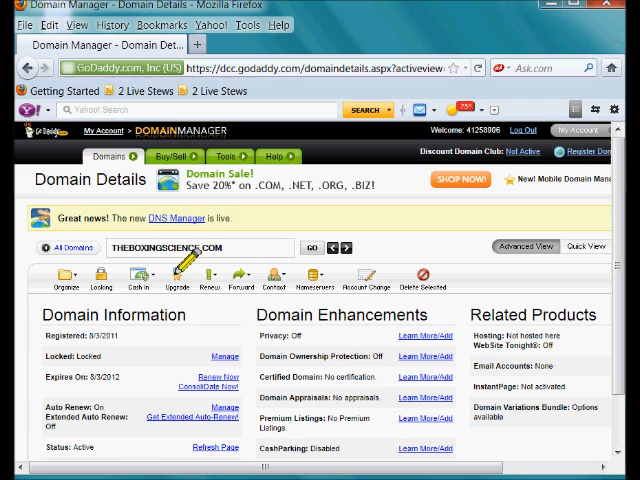 Domain Manager - Domain Details - Mozilla Firefox
File Edit View History Bookmarks Yahoo! Tools Help
Domain Manager - Domain Det... +
GoDaddy.com, Inc (US) https://dcc.godaddy.com/domaindetails.aspx?activeview= Ask.com
Getting Started 2 Live Stews 2 Live Stews
Y! Yahoo! Search SEARCH 73°
Go Daddy My Account > DOMAINMANAGER Welcome: 41258906 Log Out My Account
Domains Buy/Sell Tools Help Discount Domain Club: Not Active Register Dom
Domain Details Domain Sale! Save 20%* on .COM, .NET, .ORG, .BIZ! SHOP NOW! New! Mobile Domain Mana
Great news! The new DNS Manager is live.
All Domains THEBOXINGSCIENCE.COM GO Advanced View Quick View
Organize Locking Cash in Upgrade Renew Forward Contact Nameservers Account Change Delete Selected
Domain Information
Registered: 8/3/2011
Locked: Locked Manage
Expires On: 8/3/2012 Renew Now
ConsoliDate Now!
Auto Renew: On Manage
Extended Auto Renew: Get Extended Auto-Renew!
Off
Status: Active Refresh Page
Domain Enhancements
Privacy: Off Learn More/Add
Domain Ownership Protection: Off Learn More/Add
Certified Domain: No certification. Learn More/Add
Domain Appraisals: No appraisals. Learn More/Add
Premium Listings: No Premium Learn More/Add
Listings.
CashParking: Disabled Learn More/Add
Related Products
Hosting: Not hosted here
WebSite Tonight®: Off
Email Accounts: None
InstantPage: Not activated
Domain Variations Bundle: Options
available